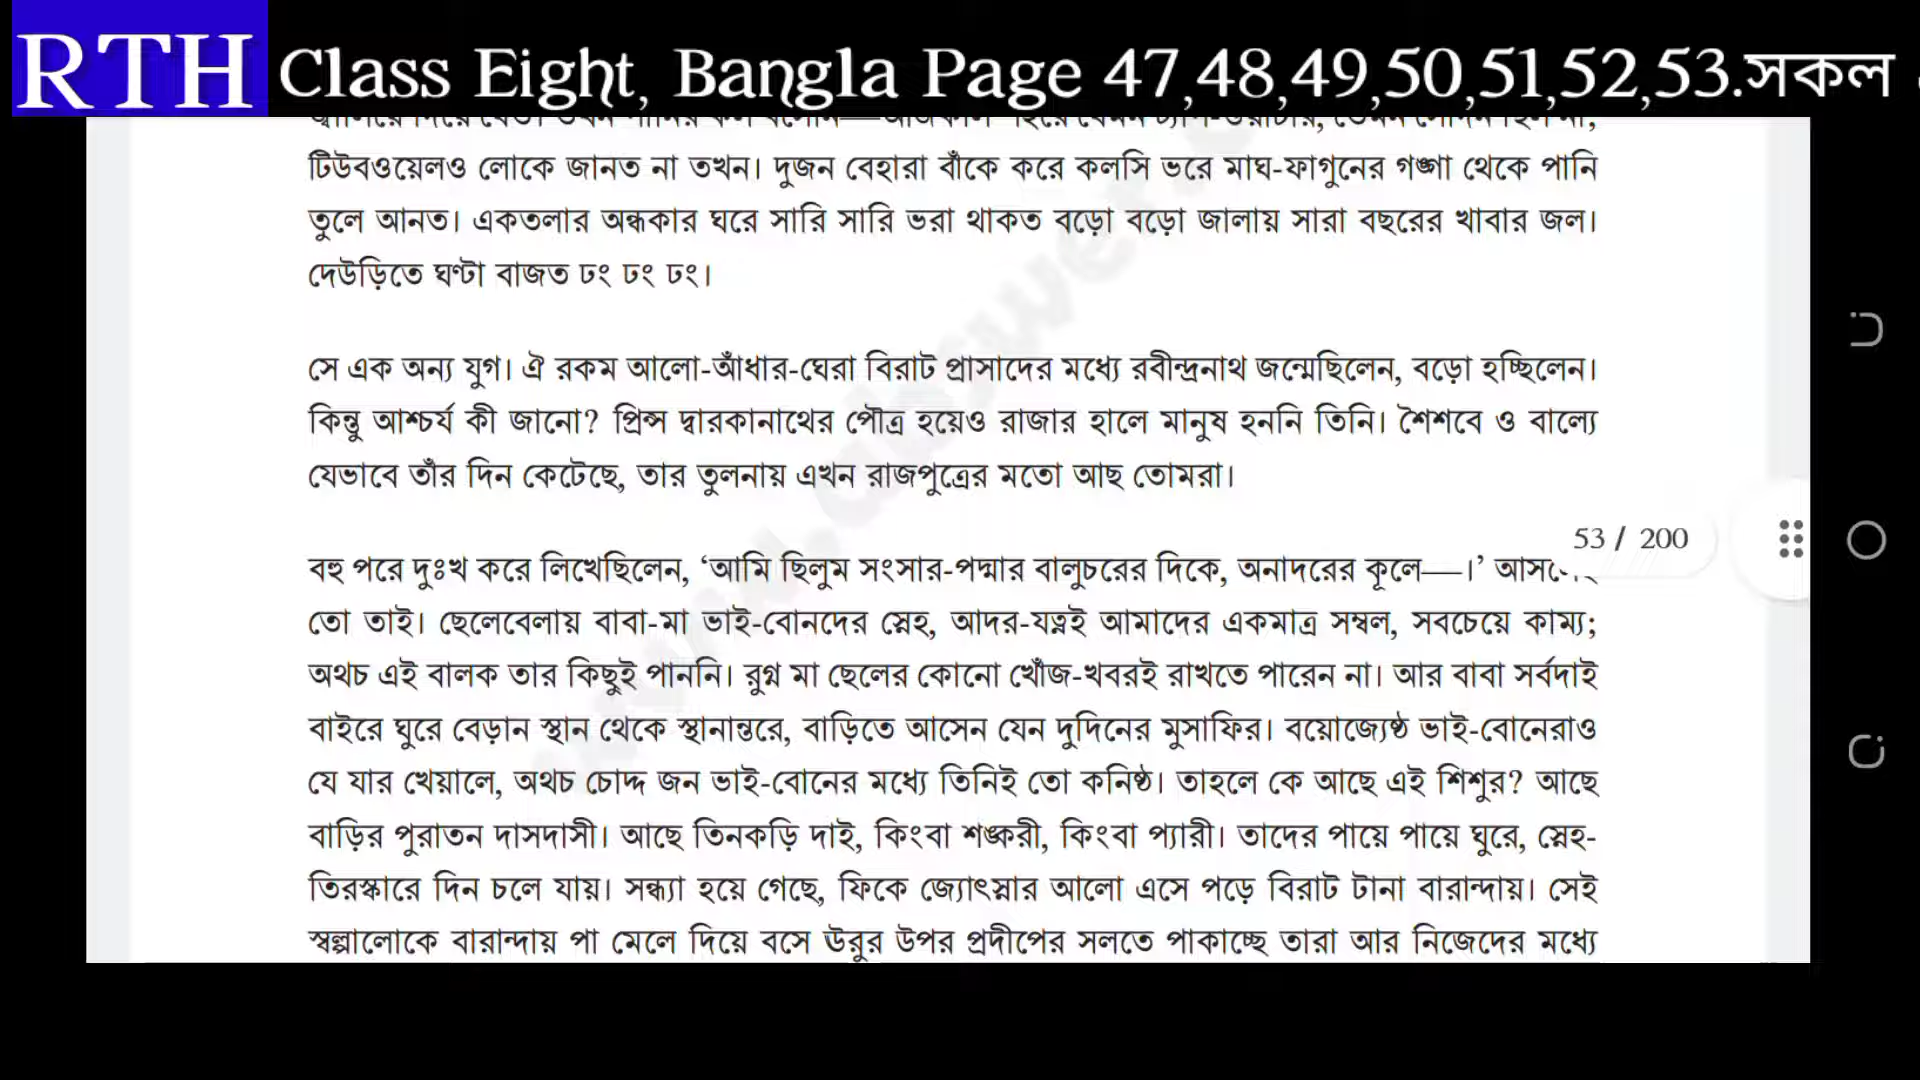 RTH Class Eight, Bangla Page 47,48,49,50,51,52,53.সকল
টিউবওয়েলও লোকে জানত না তখন। দুজন বেহারা বাঁকে করে কলসি ভরে মাঘ-ফাগুনের গঙ্গা থেকে পানি
তুলে আনত। একতলার অন্ধকার ঘরে সারি সারি ভরা থাকত বড়ো বড়ো জালায় সারা বছরের খাবার জল।
দেউড়িতে ঘণ্টা বাজত ঢং ঢং ঢং।
সে এক অন্য যুগ। ঐ রকম আলো-আঁধার-ঘেরা বিরাট প্রাসাদের মধ্যে রবীন্দ্রনাথ জন্মেছিলেন, বড়ো হচ্ছিলেন।
কিন্তু আশ্চর্য কী জানো? প্রিন্স দ্বারকানাথের পৌত্র হয়েও রাজার হালে মানুষ হননি তিনি। শৈশবে ও বাল্যে
যেভাবে তাঁর দিন কেটেছে, তার তুলনায় এখন রাজপুত্রের মতো আছ তোমরা।
53 / 200
বহু পরে দুঃখ করে লিখেছিলেন, ‘আমি ছিলুম সংসার-পদ্মার বালুচরের দিকে, অনাদরের কূলে—।’
তো তাই। ছেলেবেলায় বাবা-মা ভাই-বোনদের স্নেহ, আদর-যত্নই আমাদের একমাত্র সম্বল, সবচেয়ে কাম্য;
অথচ এই বালক তার কিছুই পাননি। রুগ্ন মা ছেলের কোনো খোঁজ-খবরই রাখতে পারেন না। আর বাবা সর্বদাই
বাইরে ঘুরে বেড়ান স্থান থেকে স্থানান্তরে, বাড়িতে আসেন যেন দুদিনের মুসাফির। বয়োজ্যেষ্ঠ ভাই-বোনেরাও
যে যার খেয়ালে, অথচ চোদ্দ জন ভাই-বোনের মধ্যে তিনিই তো কনিষ্ঠ। তাহলে কে আছে এই শিশুর? আছে
বাড়ির পুরাতন দাসদাসী। আছে তিনকড়ি দাই, কিংবা শঙ্করী, কিংবা প্যারী। তাদের পায়ে পায়ে ঘুরে, স্নেহ-
তিরস্কারে দিন চলে যায়। সন্ধ্যা হয়ে গেছে, ফিকে জ্যোৎস্নার আলো এসে পড়ে বিরাট টানা বারান্দায়। সেই
স্বল্পালোকে বারান্দায় পা মেলে দিয়ে বসে ঊরুর উপর প্রদীপের সলতে পাকাচ্ছে তারা আর নিজেদের মধ্যে